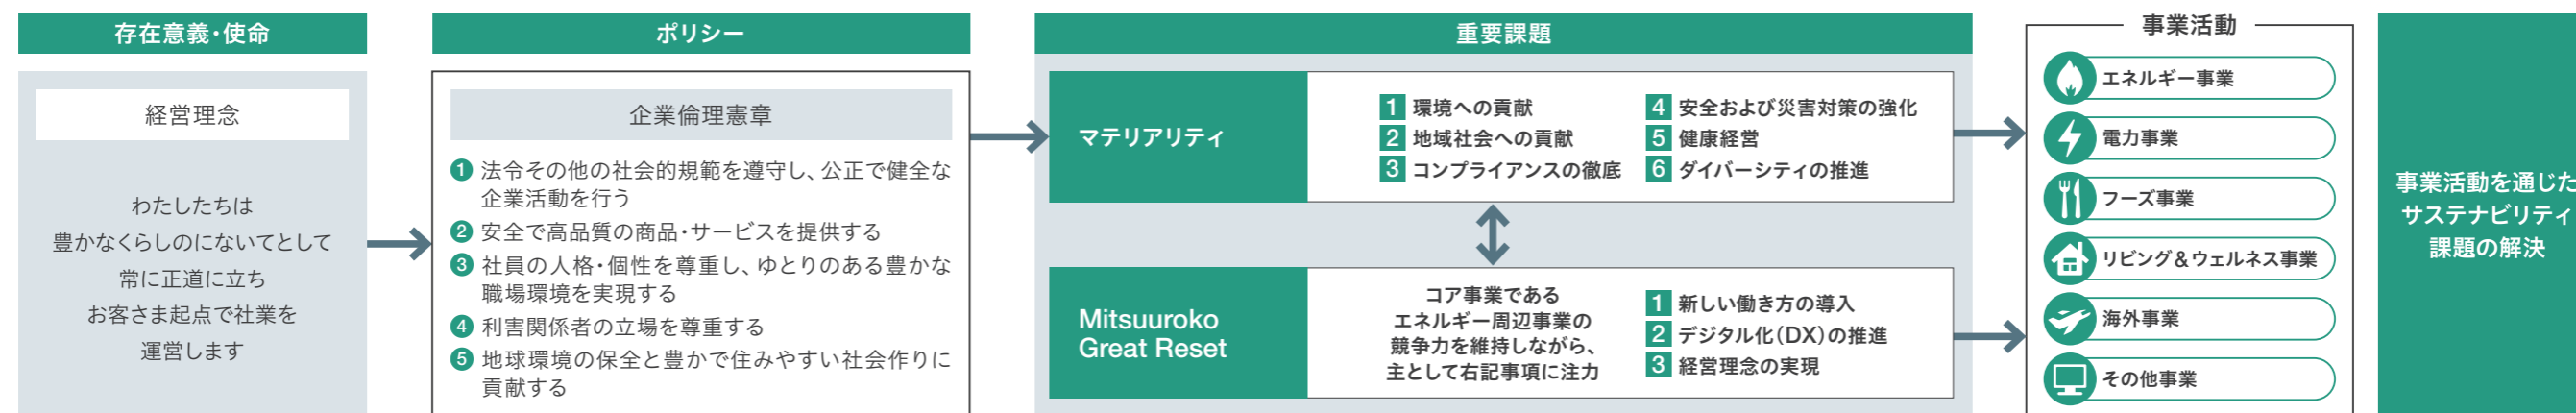 存在意義・使命
経営理念
わたしたちは
豊かなくらしのにないてとして
常に正道に立ち
お客さま起点で社業を
運営します
ポリシー
企業倫理憲章
1 法令その他の社会的規範を遵守し、公正で健全な
企業活動を行う
2 安全で高品質の商品・サービスを提供する
3 社員の人格・個性を尊重し、ゆとりのある豊かな
職場環境を実現する
4 利害関係者の立場を尊重する
5 地球環境の保全と豊かで住みやすい社会作りに
貢献する
重要課題
マテリアリティ
1 環境への貢献
2 地域社会への貢献
3 コンプライアンスの徹底
4 安全および災害対策の強化
5 健康経営
6 ダイバーシティの推進
Mitsuuroko
Great Reset
コア事業である
エネルギー周辺事業の
競争力を維持しながら、
主として右記事項に注力
1 新しい働き方の導入
2 デジタル化（DX）の推進
3 経営理念の実現
事業活動
エネルギー事業
電力事業
フーズ事業
リビング＆ウェルネス事業
海外事業
その他事業
事業活動を通じた
サステナビリティ
課題の解決